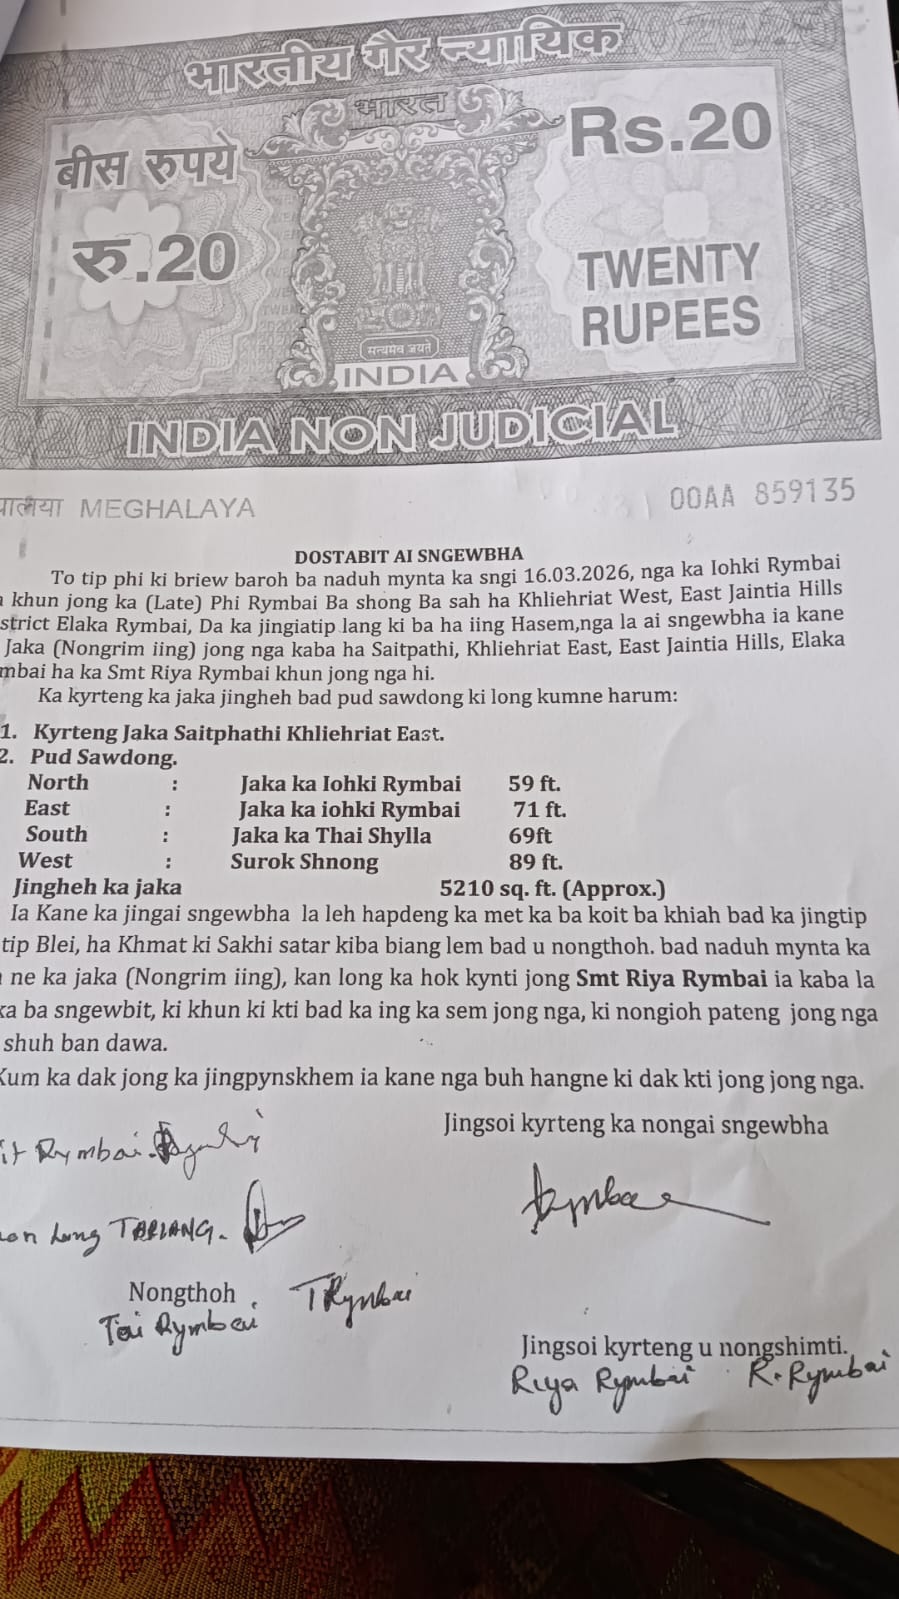 भारतीय गैर न्यायिक
भारत
बीस रुपये
Rs.20
रु.20
TWENTY
RUPEES
सत्यमेव जयते
INDIA
INDIA NON JUDICIAL
MEGHALAYA
00AA 859135
DOSTABIT AI SNGEWBHA
To tip phi ki briew baroh ba naduh mynta ka sngi 16.03.2026, nga ka Iohki Rymbai
khun jong ka (Late) Phi Rymbai Ba shong Ba sah ha Khliehriat West, East Jaintia Hills
strict Elaka Rymbai, Da ka jingiatip lang ki ba ha iing Hasem,nga la ai sngewbha ia kane
Jaka (Nongrim iing) jong nga kaba ha Saitpathi, Khliehriat East, East Jaintia Hills, Elaka
mbai ha ka Smt Riya Rymbai khun jong nga hi.
Ka kyrteng ka jaka jingheh bad pud sawdong ki long kumne harum:
1. Kyrteng Jaka Saitphathi Khliehriat East.
2. Pud Sawdong.
North : Jaka ka Iohki Rymbai 59 ft.
East : Jaka ka iohki Rymbai 71 ft.
South : Jaka ka Thai Shylla 69ft
West : Surok Shnong 89 ft.
Jingheh ka jaka 5210 sq. ft. (Approx.)
Ia Kane ka jingai sngewbha la leh hapdeng ka met ka ba koit ba khiah bad ka jingtip
tip Blei, ha Khmat ki Sakhi satar kiba biang lem bad u nongthoh. bad naduh mynta ka
ne ka jaka (Nongrim iing), kan long ka hok kynti jong Smt Riya Rymbai ia kaba la
ka ba sngewbit, ki khun ki kti bad ka ing ka sem jong nga, ki nongioh pateng jong nga
shuh ban dawa.
Kum ka dak jong ka jingpynskhem ia kane nga buh hangne ki dak kti jong jong nga.
Jingsoi kyrteng ka nongai sngewbha
Rymbai
Nongthoh TRymbai
Tai Rymbai
Jingsoi kyrteng u nongshimti.
Riya Rymbai R. Rymbai